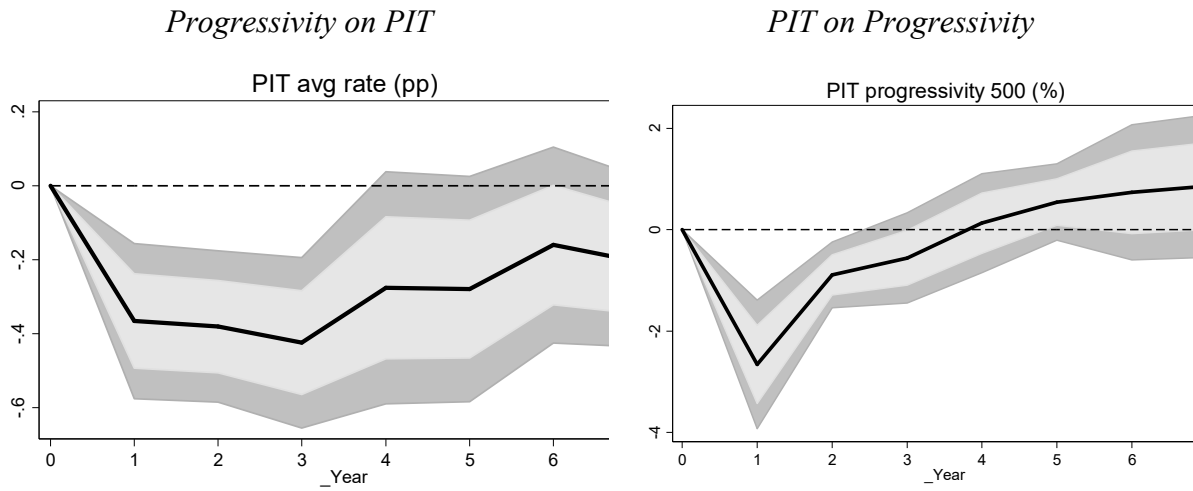 Progressivity on PIT
PIT avg rate (pp)
.2
0
-.2
-.4
-.6
0 1 2 3 4 5 6
_Year
PIT on Progressivity
PIT progressivity 500 (%)
2
0
-2
-4
0 1 2 3 4 5 6
_Year